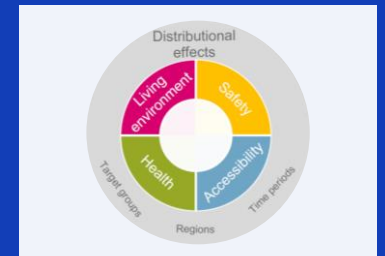 Distributional
effects
Living
environment
Safety
Health
Accessibility
Target groups
Regions
Time periods